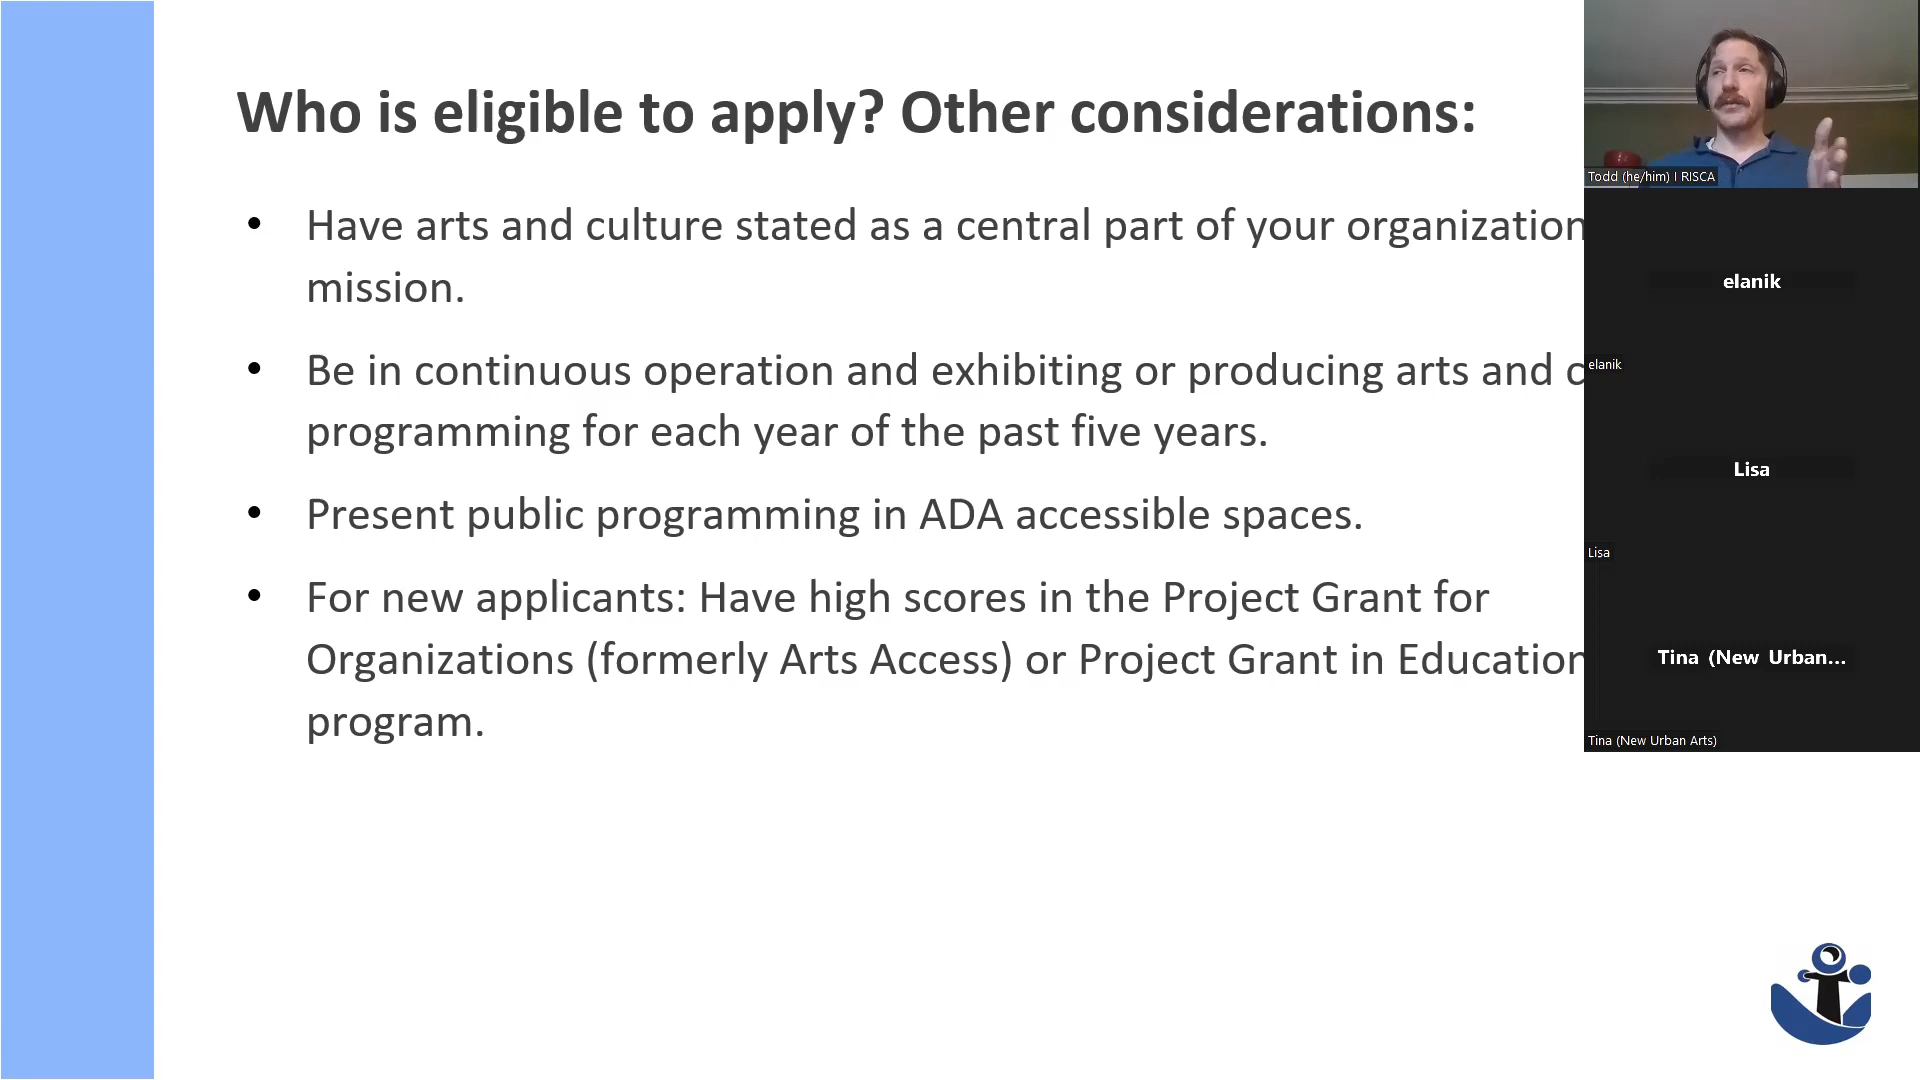 Who is eligible to apply? Other considerations:
• Have arts and culture stated as a central part of your organization
mission.
• Be in continuous operation and exhibiting or producing arts and c
programming for each year of the past five years.
• Present public programming in ADA accessible spaces.
• For new applicants: Have high scores in the Project Grant for
Organizations (formerly Arts Access) or Project Grant in Education
program.
Todd (he/him) I RISCA
elanik
elanik
Lisa
Lisa
Tina (New Urban...
Tina (New Urban Arts)